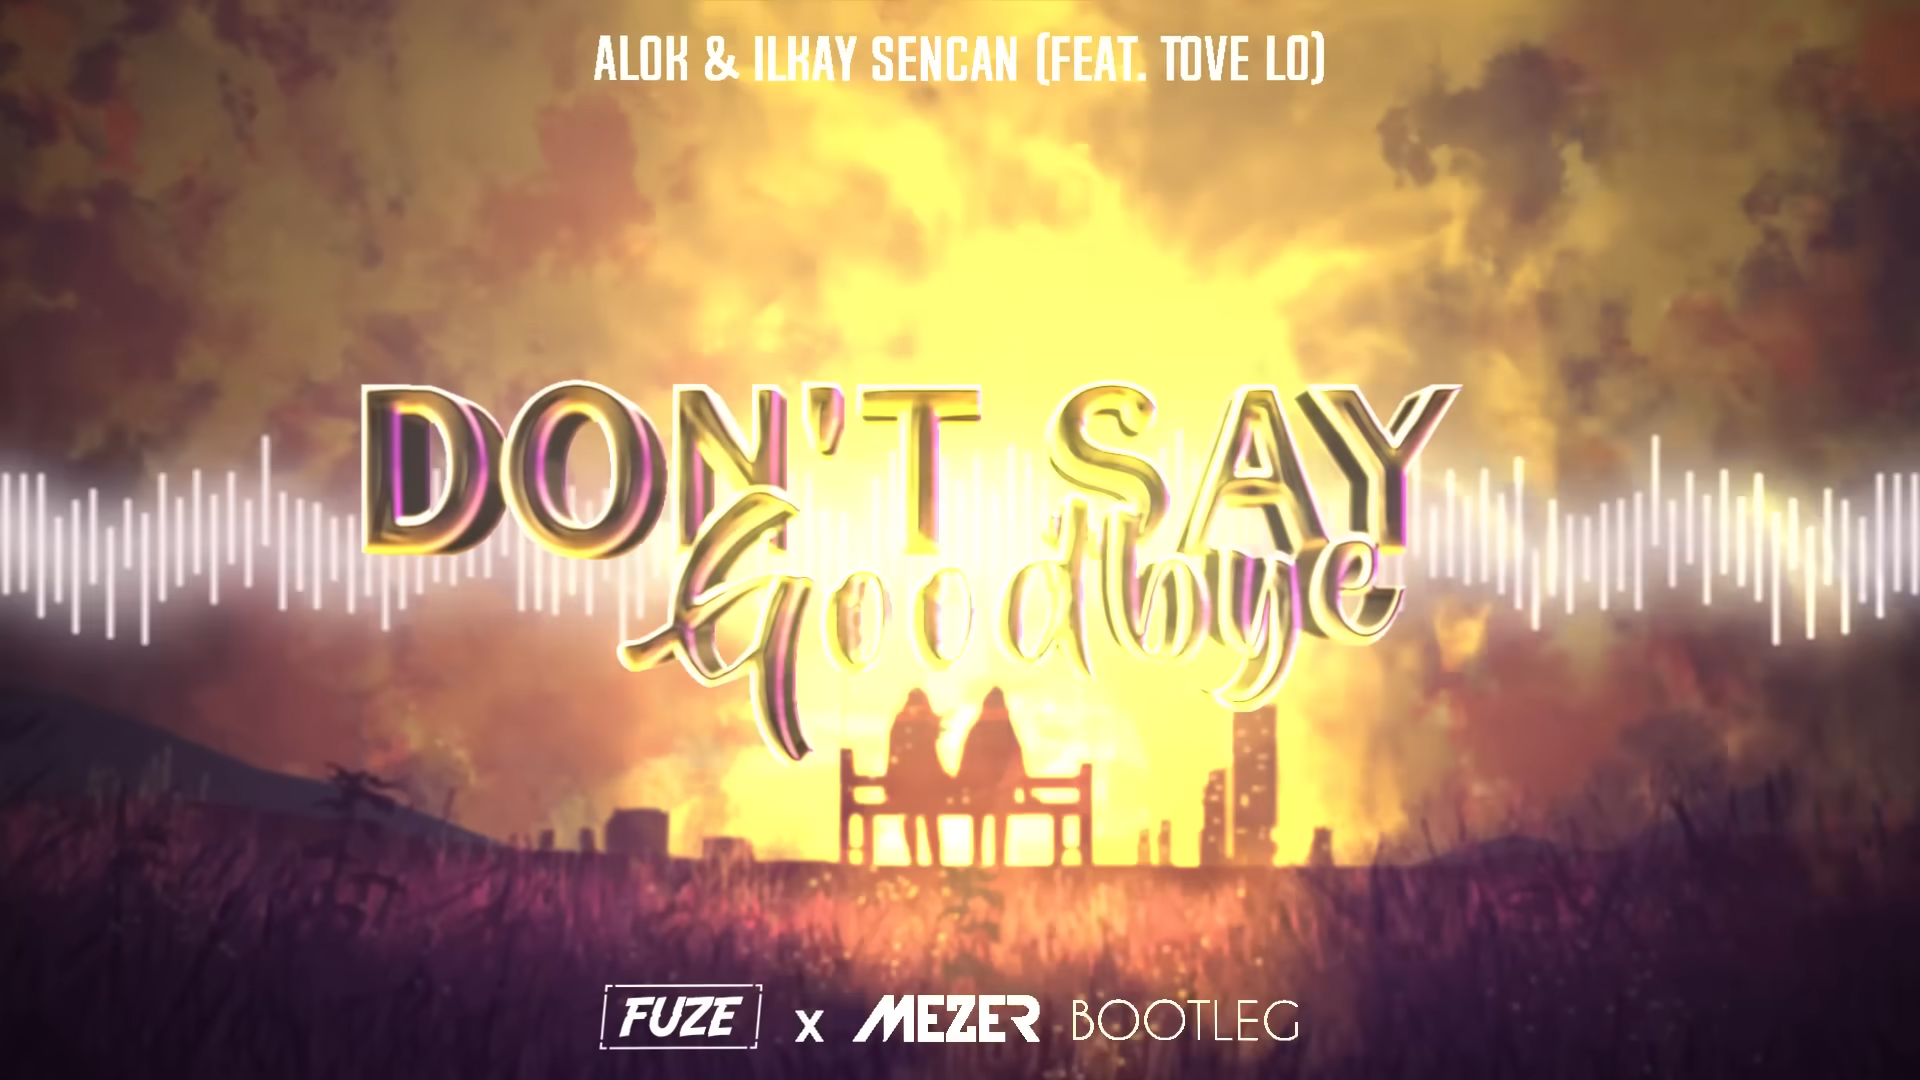 ALOK & ILKAY SENCAN (FEAT. TOVE LO)
DON'T SAY
Goodbye
FUZE x MEZER BOOTLEG